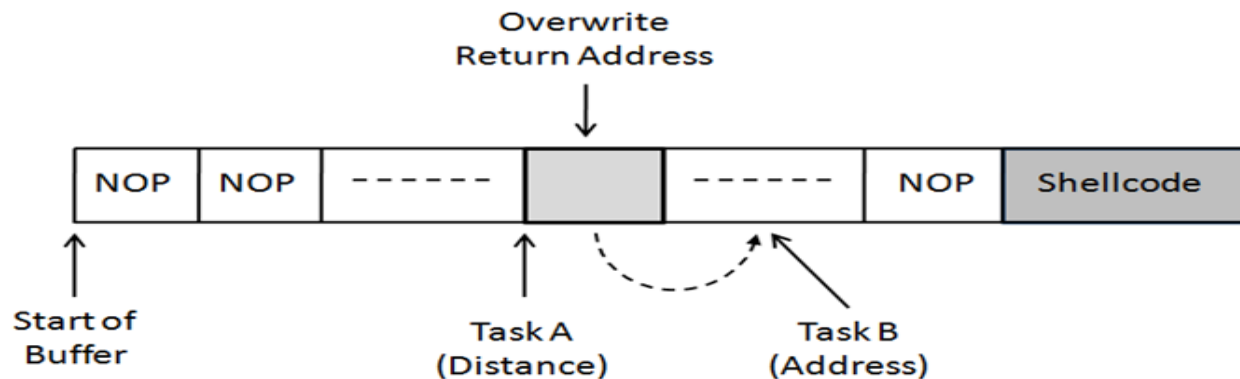 Overwrite
Return Address
NOP NOP ------ ------ NOP Shellcode
Start of
Buffer
Task A
(Distance)
Task B
(Address)